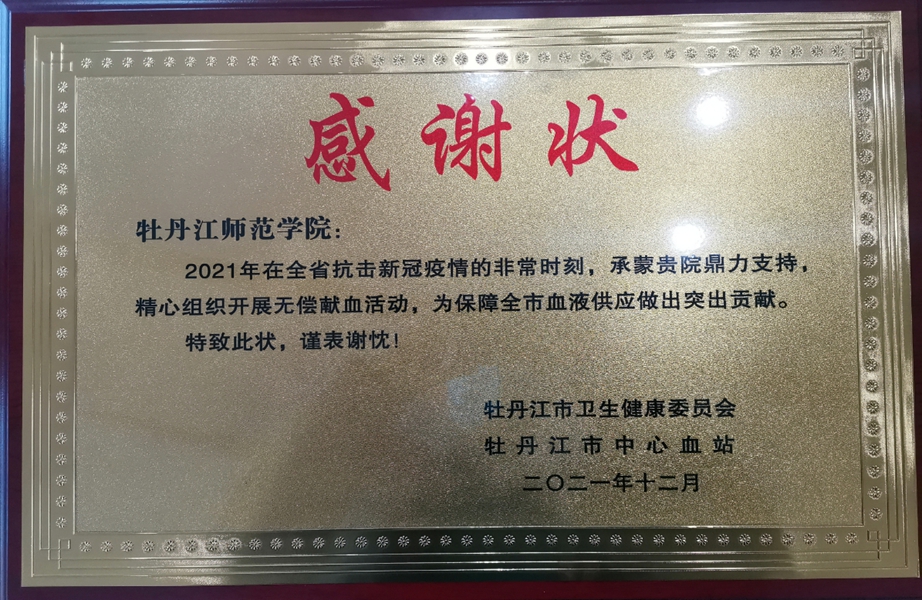 感谢状
牡丹江师范学院：
2021年在全省抗击新冠疫情的非常时刻，承蒙贵院鼎力支持，
精心组织开展无偿献血活动，为保障全市血液供应做出突出贡献。
特致此状，谨表谢忱！
牡丹江市卫生健康委员会
牡丹江市中心血站
二〇二一年十二月